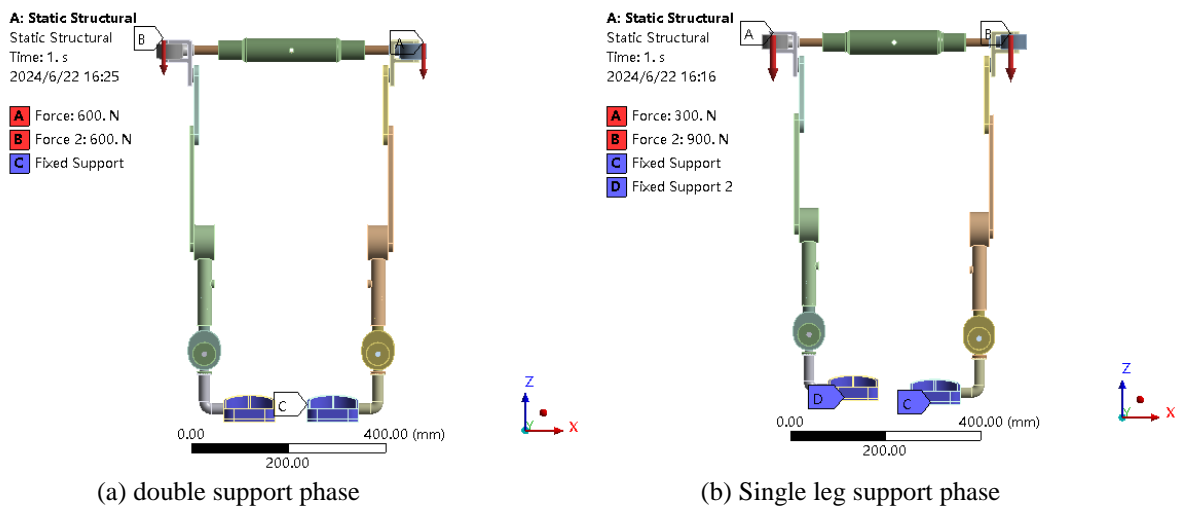 A: Static Structural
Static Structural
Time: 1. s
2024/6/22 16:25
A Force: 600. N
B Force 2: 600. N
C Fixed Support
B
A
C
Z
Y
X
0.00
400.00 (mm)
200.00
(a) double support phase
A: Static Structural
Static Structural
Time: 1. s
2024/6/22 16:16
A Force: 300. N
B Force 2: 900. N
C Fixed Support
D Fixed Support 2
A
B
D
C
Z
Y
X
0.00
400.00 (mm)
200.00
(b) Single leg support phase